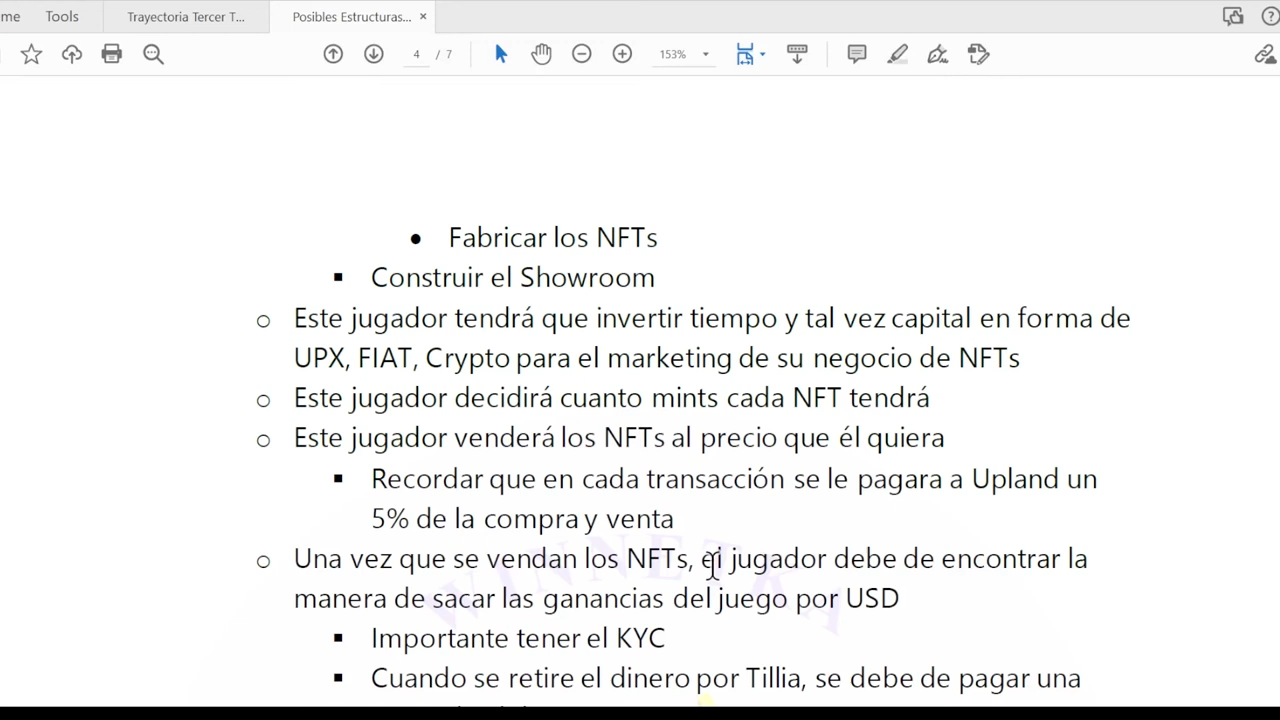 me Tools Trayectoria Tercer T... Posibles Estructuras... ×
4 / 7 153%
• Fabricar los NFTs
▪ Construir el Showroom
o Este jugador tendrá que invertir tiempo y tal vez capital en forma de
UPX, FIAT, Crypto para el marketing de su negocio de NFTs
o Este jugador decidirá cuanto mints cada NFT tendrá
o Este jugador venderá los NFTs al precio que él quiera
▪ Recordar que en cada transacción se le pagara a Upland un
5% de la compra y venta
o Una vez que se vendan los NFTs, el jugador debe de encontrar la
manera de sacar las ganancias del juego por USD
▪ Importante tener el KYC
▪ Cuando se retire el dinero por Tillia, se debe de pagar una
WINNETKA